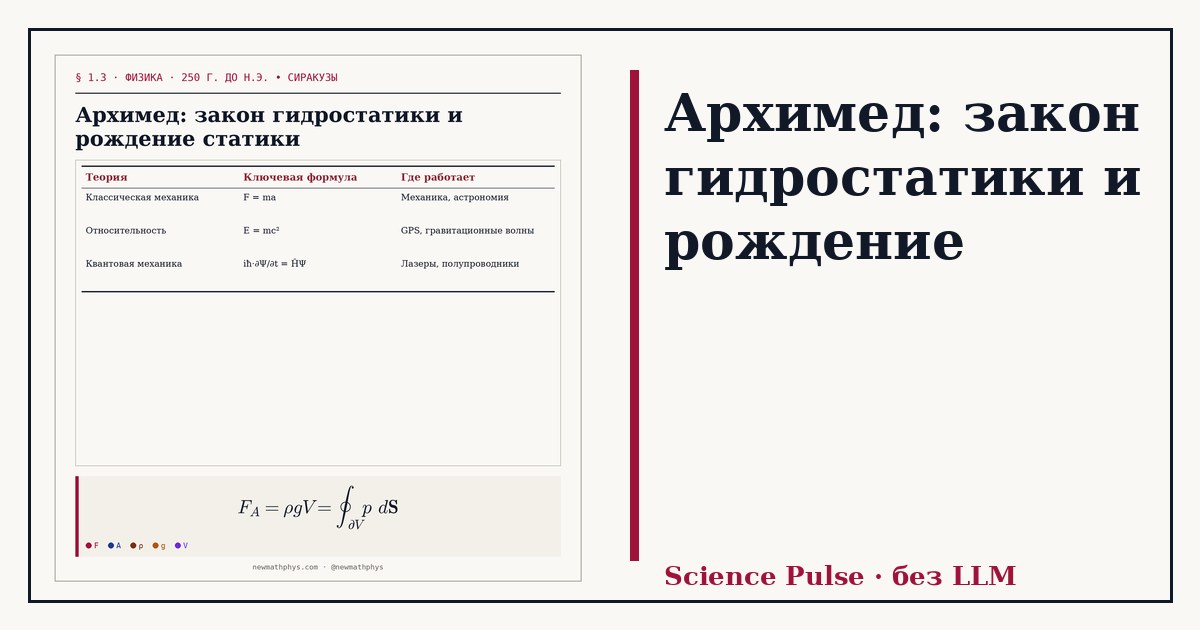 § 1.3 · ФИЗИКА · 250 Г. ДО Н.Э. • СИРАКУЗЫ
Архимед: закон гидростатики и
рождение статики
Теория Ключевая формула Где работает
Классическая механика F = ma Механика, астрономия
Относительность E = mc² GPS, гравитационные волны
Квантовая механика iħ·∂Ψ/∂t = ĤΨ Лазеры, полупроводники
F_A = ρgV = ∮_∂V p dS
F A ρ g V
newmathphys.com · @newmathphys
Архимед: закон
гидростатики и
рождение
Science Pulse · без LLM